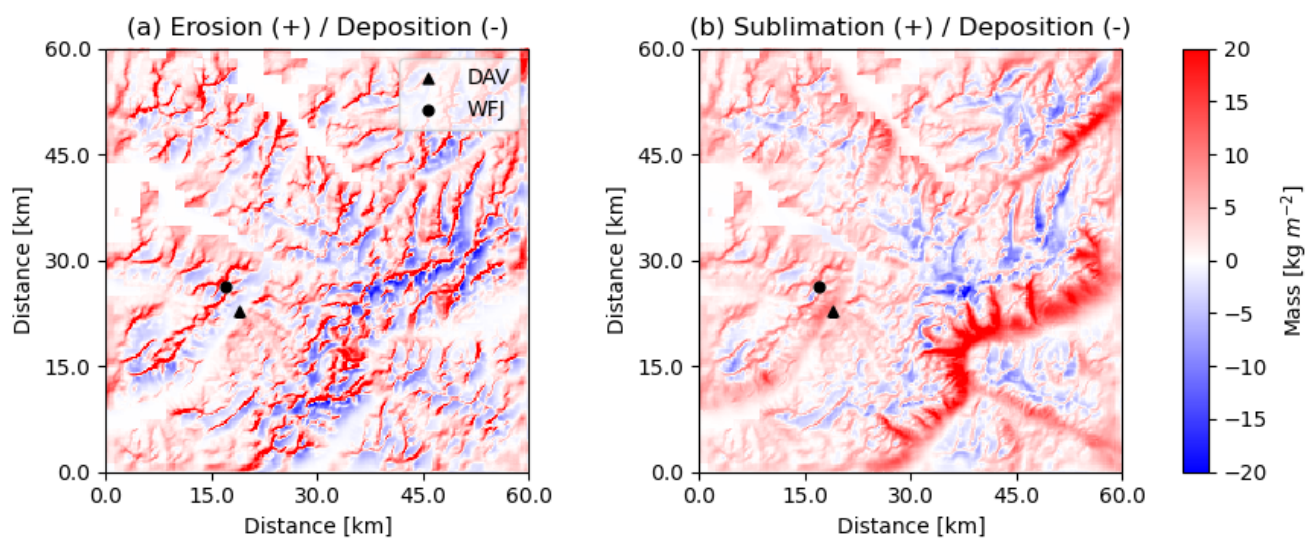 (a) Erosion (+) / Deposition (-)
60.0
45.0
30.0
15.0
0.0
Distance [km]
DAV
WFJ
0.0 15.0 30.0 45.0 60.0
Distance [km]
(b) Sublimation (+) / Deposition (-)
60.0
45.0
30.0
15.0
0.0
Distance [km]
0.0 15.0 30.0 45.0 60.0
Distance [km]
20
15
10
5
0
−5
−10
−15
−20
Mass [kg m⁻²]